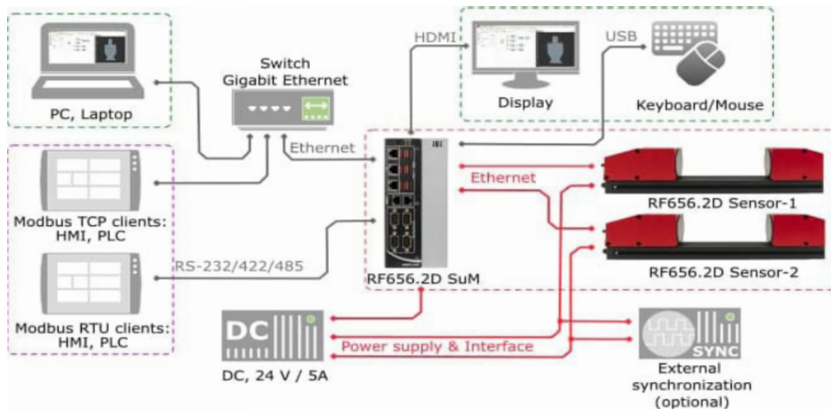 HDMI
USB
Switch
Gigabit Ethernet
PC, Laptop
Display
Keyboard/Mouse
Ethernet
Ethernet
RF656.2D Sensor-1
Modbus TCP clients:
HMI, PLC
RS-232/422/485
RF656.2D SuM
RF656.2D Sensor-2
Modbus RTU clients:
HMI, PLC
DC
Power supply & Interface
SYNC
DC, 24 V / 5A
External
synchronization
(optional)